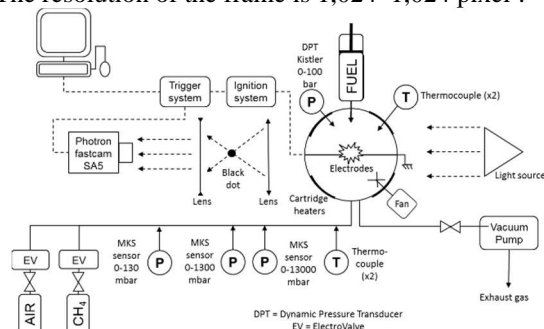 The resolution of the frame is 1,024*1,024 pixel².
DPT
Kistler
0-100
bar
FUEL
Trigger
system
Ignition
system
P
T
Thermocouple (x2)
Photron
fastcam
SA5
Black
dot
Lens
Lens
Electrodes
Light source
Cartridge
heaters
Fan
EV
EV
AIR
CH4
MKS
sensor
0-130
mbar
P
MKS
sensor
0-1300
mbar
P
P
MKS
sensor
0-13000
mbar
T
Thermo-
couple
(x2)
Vacuum
Pump
Exhaust gas
DPT = Dynamic Pressure Transducer
EV = ElectroValve